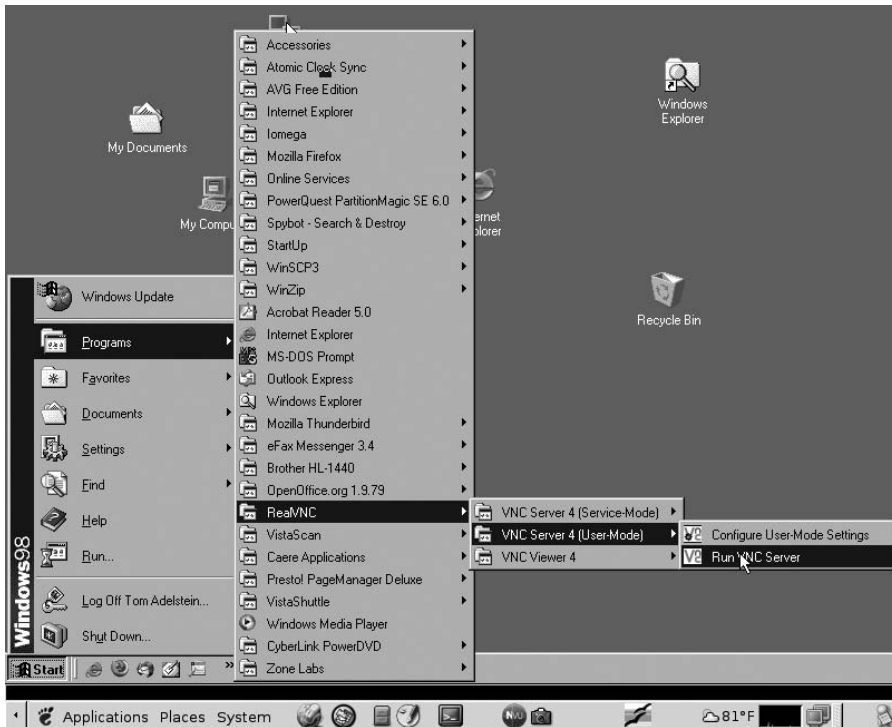 My Documents
My Compu
Windows
Explorer
ernet
plorer
Recycle Bin
Accessories
Atomic Clock Sync
AVG Free Edition
Internet Explorer
Iomega
Mozilla Firefox
Online Services
PowerQuest PartitionMagic SE 6.0
Spybot - Search & Destroy
StartUp
WinSCP3
WinZip
Acrobat Reader 5.0
Internet Explorer
MS-DOS Prompt
Outlook Express
Windows Explorer
Mozilla Thunderbird
eFax Messenger 3.4
Brother HL-1440
OpenOffice.org 1.9.79
RealVNC
VistaScan
Caere Applications
Presto! PageManager Deluxe
VistaShuttle
Windows Media Player
CyberLink PowerDVD
Zone Labs
VNC Server 4 (Service-Mode)
VNC Server 4 (User-Mode)
VNC Viewer 4
Configure User-Mode Settings
Run VNC Server
Windows Update
Programs
Favorites
Documents
Settings
Find
Help
Run...
Log Off Tom Adelstein...
Shut Down...
Windows98
Start
»
Applications Places System
NVU
81°F